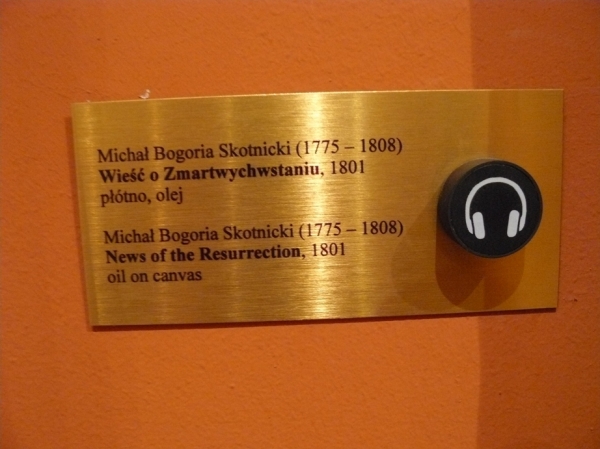 Michał Bogoria Skotnicki (1775 – 1808)
Wieść o Zmartwychwstaniu, 1801
płótno, olej
Michał Bogoria Skotnicki (1775 – 1808)
News of the Resurrection, 1801
oil on canvas